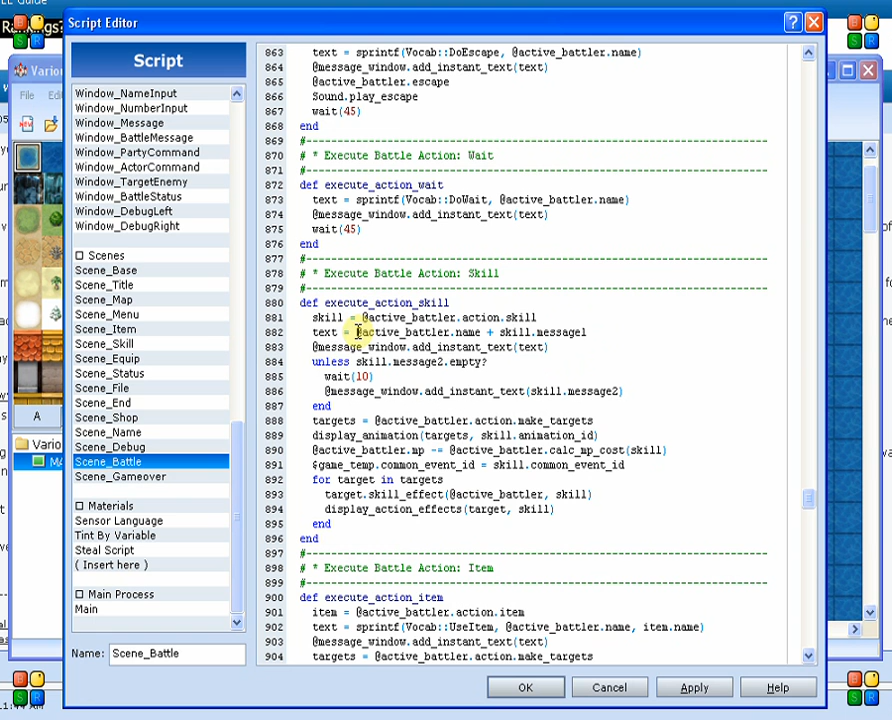 Script Editor
Script
Window_NameInput
Window_NumberInput
Window_Message
Window_BattleMessage
Window_PartyCommand
Window_ActorCommand
Window_TargetEnemy
Window_BattleStatus
Window_DebugLeft
Window_DebugRight
□ Scenes
Scene_Base
Scene_Title
Scene_Map
Scene_Menu
Scene_Item
Scene_Skill
Scene_Equip
Scene_Status
Scene_File
Scene_End
Scene_Shop
Scene_Name
Scene_Debug
Scene_Battle
Scene_Gameover
□ Materials
Sensor Language
Tint By Variable
Steal Script
( Insert here )
□ Main Process
Main
Name: Scene_Battle
863 text = sprintf(Vocab::DoEscape, @active_battler.name)
864 @message_window.add_instant_text(text)
865 @active_battler.escape
866 Sound.play_escape
867 wait(45)
868 end
869 #--------------------------------------------------------------------------
870 # * Execute Battle Action: Wait
871 #--------------------------------------------------------------------------
872 def execute_action_wait
873 text = sprintf(Vocab::DoWait, @active_battler.name)
874 @message_window.add_instant_text(text)
875 wait(45)
876 end
877 #--------------------------------------------------------------------------
878 # * Execute Battle Action: Skill
879 #--------------------------------------------------------------------------
880 def execute_action_skill
881 skill = @active_battler.action.skill
882 text = @active_battler.name + skill.message1
883 @message_window.add_instant_text(text)
884 unless skill.message2.empty?
885 wait(10)
886 @message_window.add_instant_text(skill.message2)
887 end
888 targets = @active_battler.action.make_targets
889 display_animation(targets, skill.animation_id)
890 @active_battler.mp -= @active_battler.calc_mp_cost(skill)
891 $game_temp.common_event_id = skill.common_event_id
892 for target in targets
893 target.skill_effect(@active_battler, skill)
894 display_action_effects(target, skill)
895 end
896 end
897 #--------------------------------------------------------------------------
898 # * Execute Battle Action: Item
899 #--------------------------------------------------------------------------
900 def execute_action_item
901 item = @active_battler.action.item
902 text = sprintf(Vocab::UseItem, @active_battler.name, item.name)
903 @message_window.add_instant_text(text)
904 targets = @active_battler.action.make_targets
OK
Cancel
Apply
Help
File
A